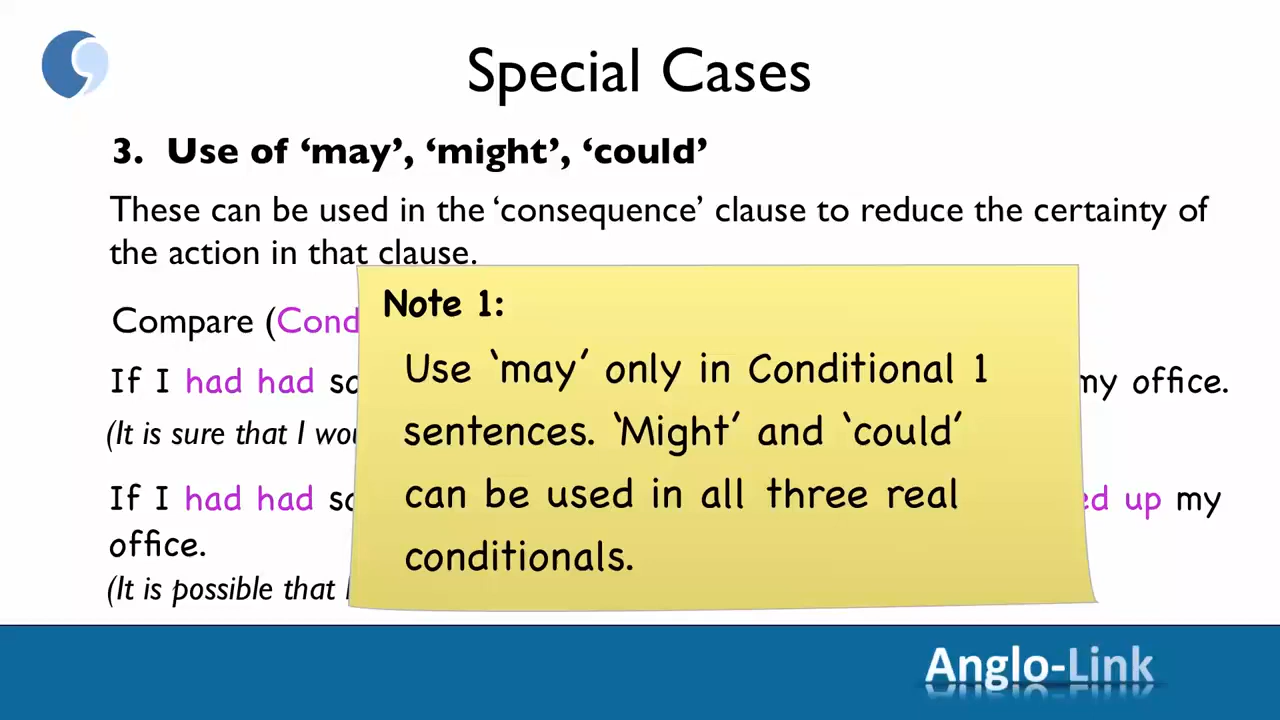 Special Cases
3. Use of ‘may’, ‘might’, ‘could’
These can be used in the ‘consequence’ clause to reduce the certainty of
the action in that clause.
Compare (Cond
If I had had so my office.
(It is sure that I wou
If I had had so ed up my
office.
(It is possible that
Note 1:
Use ‘may’ only in Conditional 1
sentences. ‘Might’ and ‘could’
can be used in all three real
conditionals.
Anglo-Link